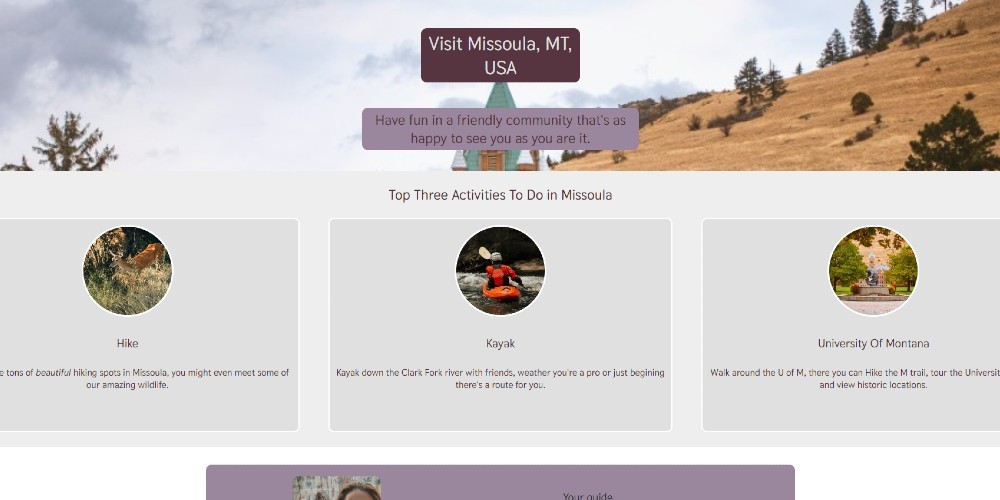 Visit Missoula, MT,
USA
Have fun in a friendly community that's as
happy to see you as you are it.
Top Three Activities To Do in Missoula
Hike
tons of beautiful hiking spots in Missoula, you might even meet some of
our amazing wildlife.
Kayak
Kayak down the Clark Fork river with friends, weather you're a pro or just begining
there's a route for you.
University Of Montana
Walk around the U of M, there you can Hike the M trail, tour the
and view historic locations.
Your guide